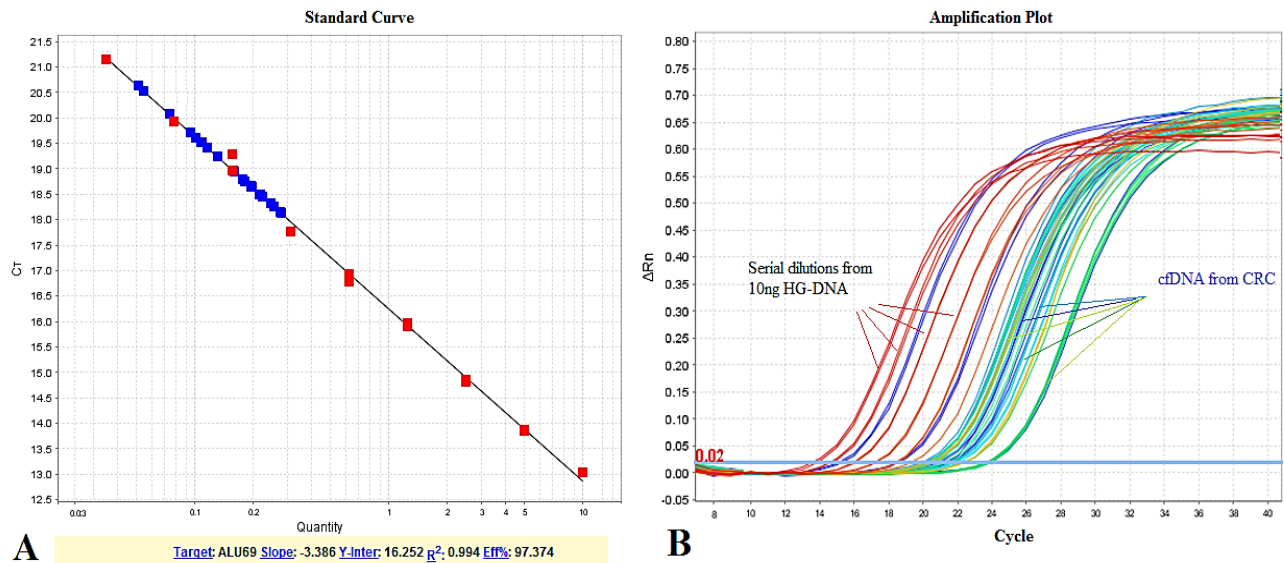 Standard Curve
21.5
21.0
20.5
20.0
19.5
19.0
18.5
18.0
17.5
17.0
16.5
16.0
15.5
15.0
14.5
14.0
13.5
13.0
12.5
CT
0.03 0.1 0.2 1 2 3 4 5 10
Quantity
A
Target: ALU69 Slope: -3.386 Y-Inter: 16.252 R²: 0.994 Eff%: 97.374
Amplification Plot
0.80
0.75
0.70
0.65
0.60
0.55
0.50
0.45
0.40
0.35
0.30
0.25
0.20
0.15
0.10
0.05
0.00
-0.05
ΔRn
0.02
Serial dilutions from
10ng HG-DNA
cfDNA from CRC
8 10 12 14 16 18 20 22 24 26 28 30 32 34 36 38 40
Cycle
B